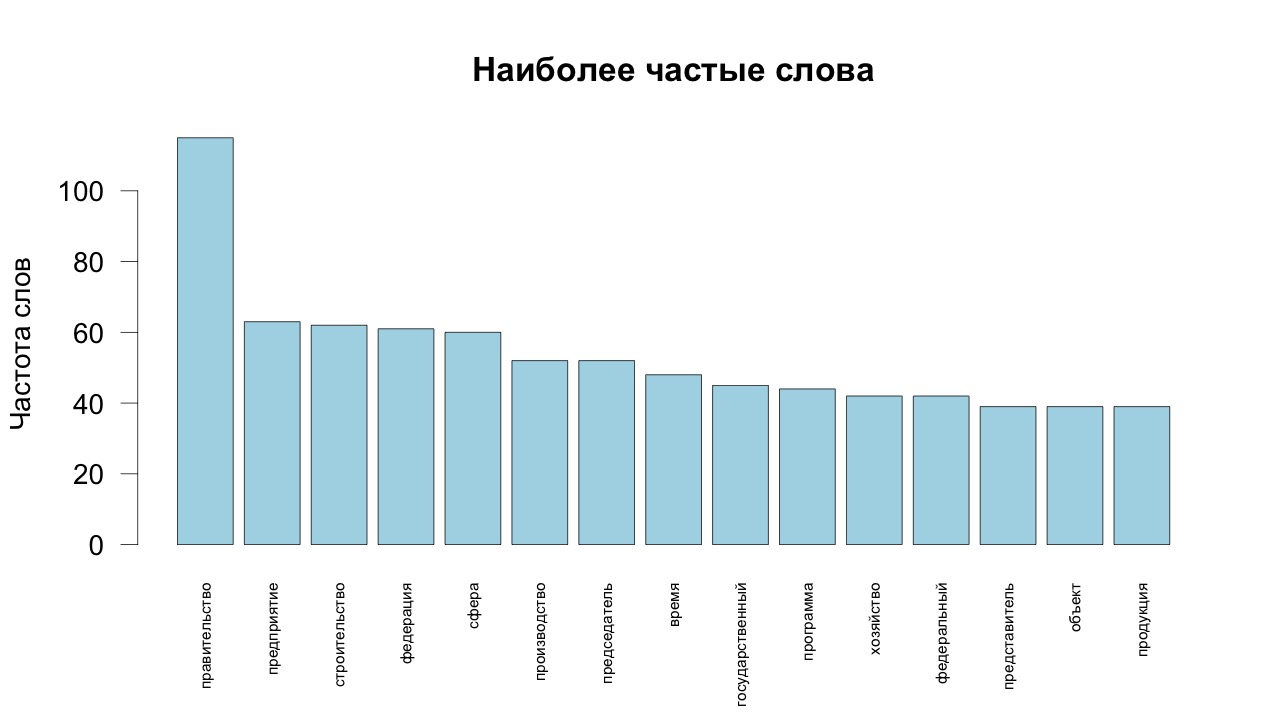 Наиболее частые слова
Частота слов
100
80
60
40
20
0
правительство
предприятие
строительство
федерация
сфера
производство
председатель
время
государственный
программа
хозяйство
федеральный
представитель
объект
продукция